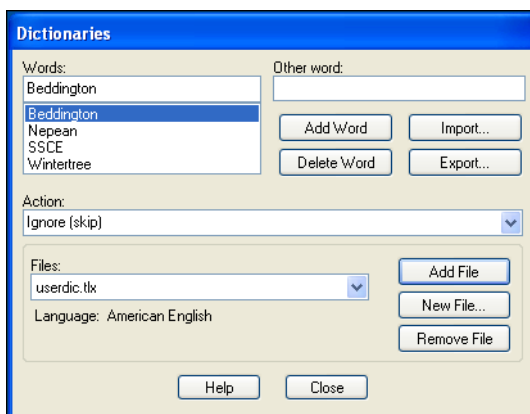 Dictionaries
Words:
Other word:
Beddington
Beddington
Nepean
SSCE
Wintertree
Add Word
Import...
Delete Word
Export...
Action:
Ignore (skip)
Files:
userdic.tlx
Language: American English
Add File
New File...
Remove File
Help
Close